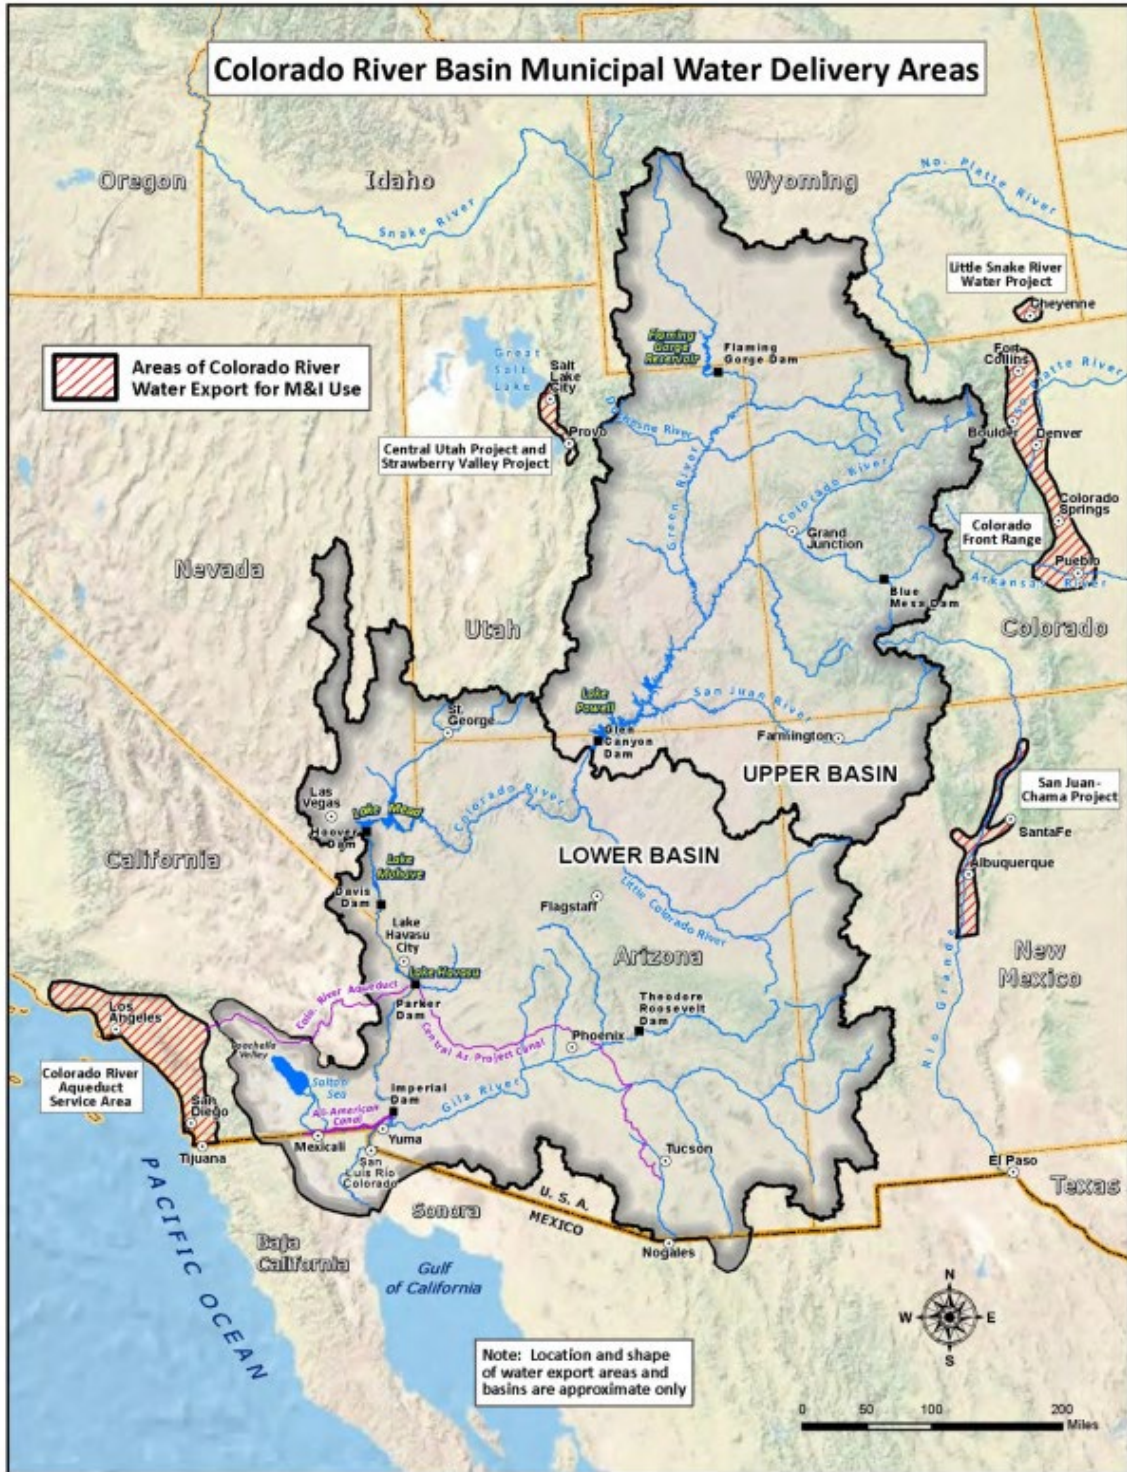 Colorado River Basin Municipal Water Delivery Areas
Oregon
Idaho
Wyoming
Snake River
No. Platte River
Little Snake River
Water Project
Cheyenne
Flaming
Gorge
Reservoir
Flaming
Gorge Dam
Areas of Colorado River
Water Export for M&I Use
Great
Salt
Lake
Salt
Lake
City
Provo
Central Utah Project and
Strawberry Valley Project
Duchesne River
Green River
Colorado River
Fort
Collins
So. Platte River
Boulder
Denver
Colorado
Springs
Colorado
Front Range
Pueblo
Arkansas River
Grand
Junction
Blue
Mesa Dam
Nevada
Utah
Colorado
St.
George
Lake
Powell
Glen
Canyon
Dam
San Juan River
Farmington
UPPER BASIN
San Juan-
Chama Project
SantaFe
Albuquerque
Las
Vegas
Lake Mead
Hoover
Dam
Colorado River
LOWER BASIN
California
Lake
Mohave
Davis
Dam
Flagstaff
Little Colorado River
Lake
Havasu
City
Lake Havasu
Arizona
New
Mexico
Rio Grande
Parker
Dam
Colo. River Aqueduct
Central Az. Project Canal
Theodore
Roosevelt
Dam
Phoenix
Los
Angeles
Coachella
Valley
Colorado River
Aqueduct
Service Area
Salton
Sea
Imperial
Dam
Gila River
All-American
Canal
San
Diego
Tijuana
Mexicali
Yuma
San
Luis Rio
Colorado
Tucson
El Paso
Texas
U. S. A.
MEXICO
Sonora
Baja
California
Nogales
PACIFIC OCEAN
Gulf
of California
N
W
E
S
Note: Location and shape
of water export areas and
basins are approximate only
0 50 100 200
Miles